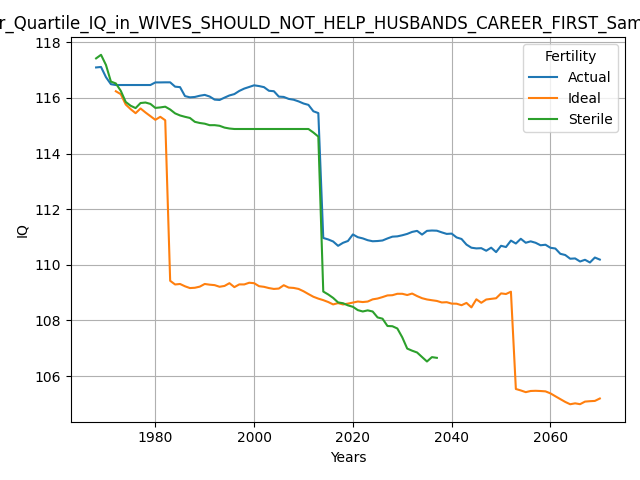 r_Quartile_IQ_in_WIVES_SHOULD_NOT_HELP_HUSBANDS_CAREER_FIRST_Sam
118
116
114
112
110
108
106
IQ
Fertility
Actual
Ideal
Sterile
1980
2000
2020
2040
2060
Years